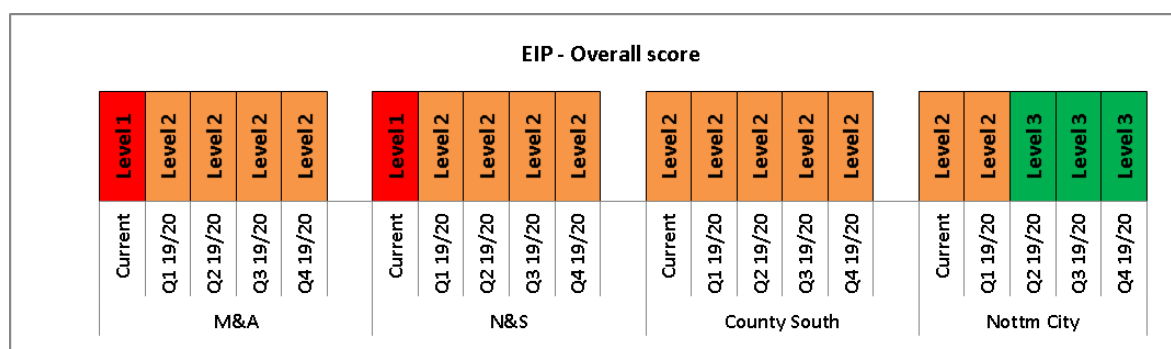 EIP - Overall score
Level 1 Level 2 Level 2 Level 2 Level 2 Level 1 Level 2 Level 2 Level 2 Level 2 Level 2 Level 2 Level 2 Level 2 Level 2 Level 2 Level 2 Level 3 Level 3 Level 3
Current Q1 19/20 Q2 19/20 Q3 19/20 Q4 19/20 Current Q1 19/20 Q2 19/20 Q3 19/20 Q4 19/20 Current Q1 19/20 Q2 19/20 Q3 19/20 Q4 19/20 Current Q1 19/20 Q2 19/20 Q3 19/20 Q4 19/20
M&A N&S County South Nottm City